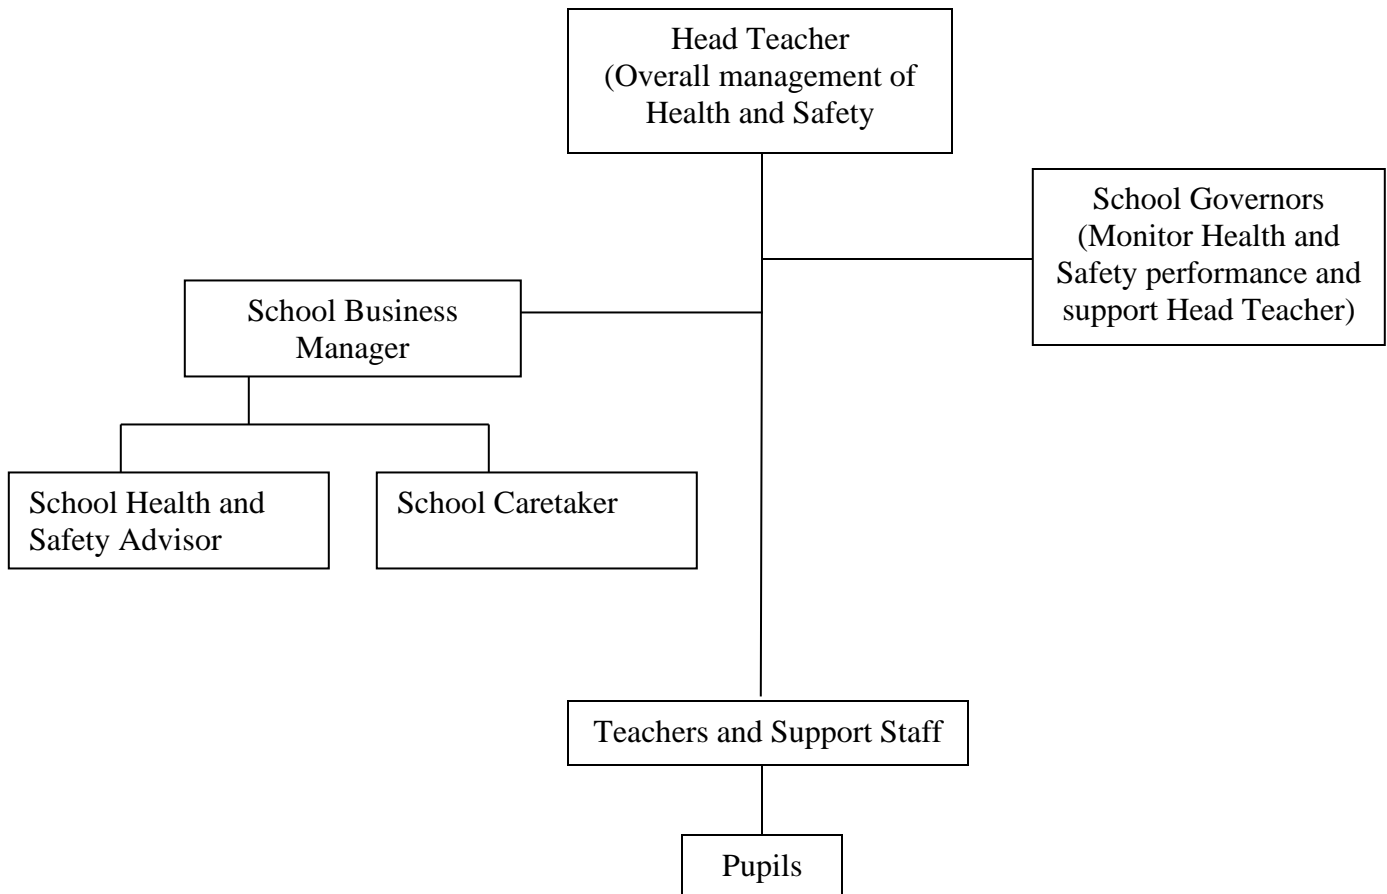 Head Teacher
(Overall management of
Health and Safety
School Governors
(Monitor Health and
Safety performance and
support Head Teacher)
School Business
Manager
School Health and
Safety Advisor
School Caretaker
Teachers and Support Staff
Pupils